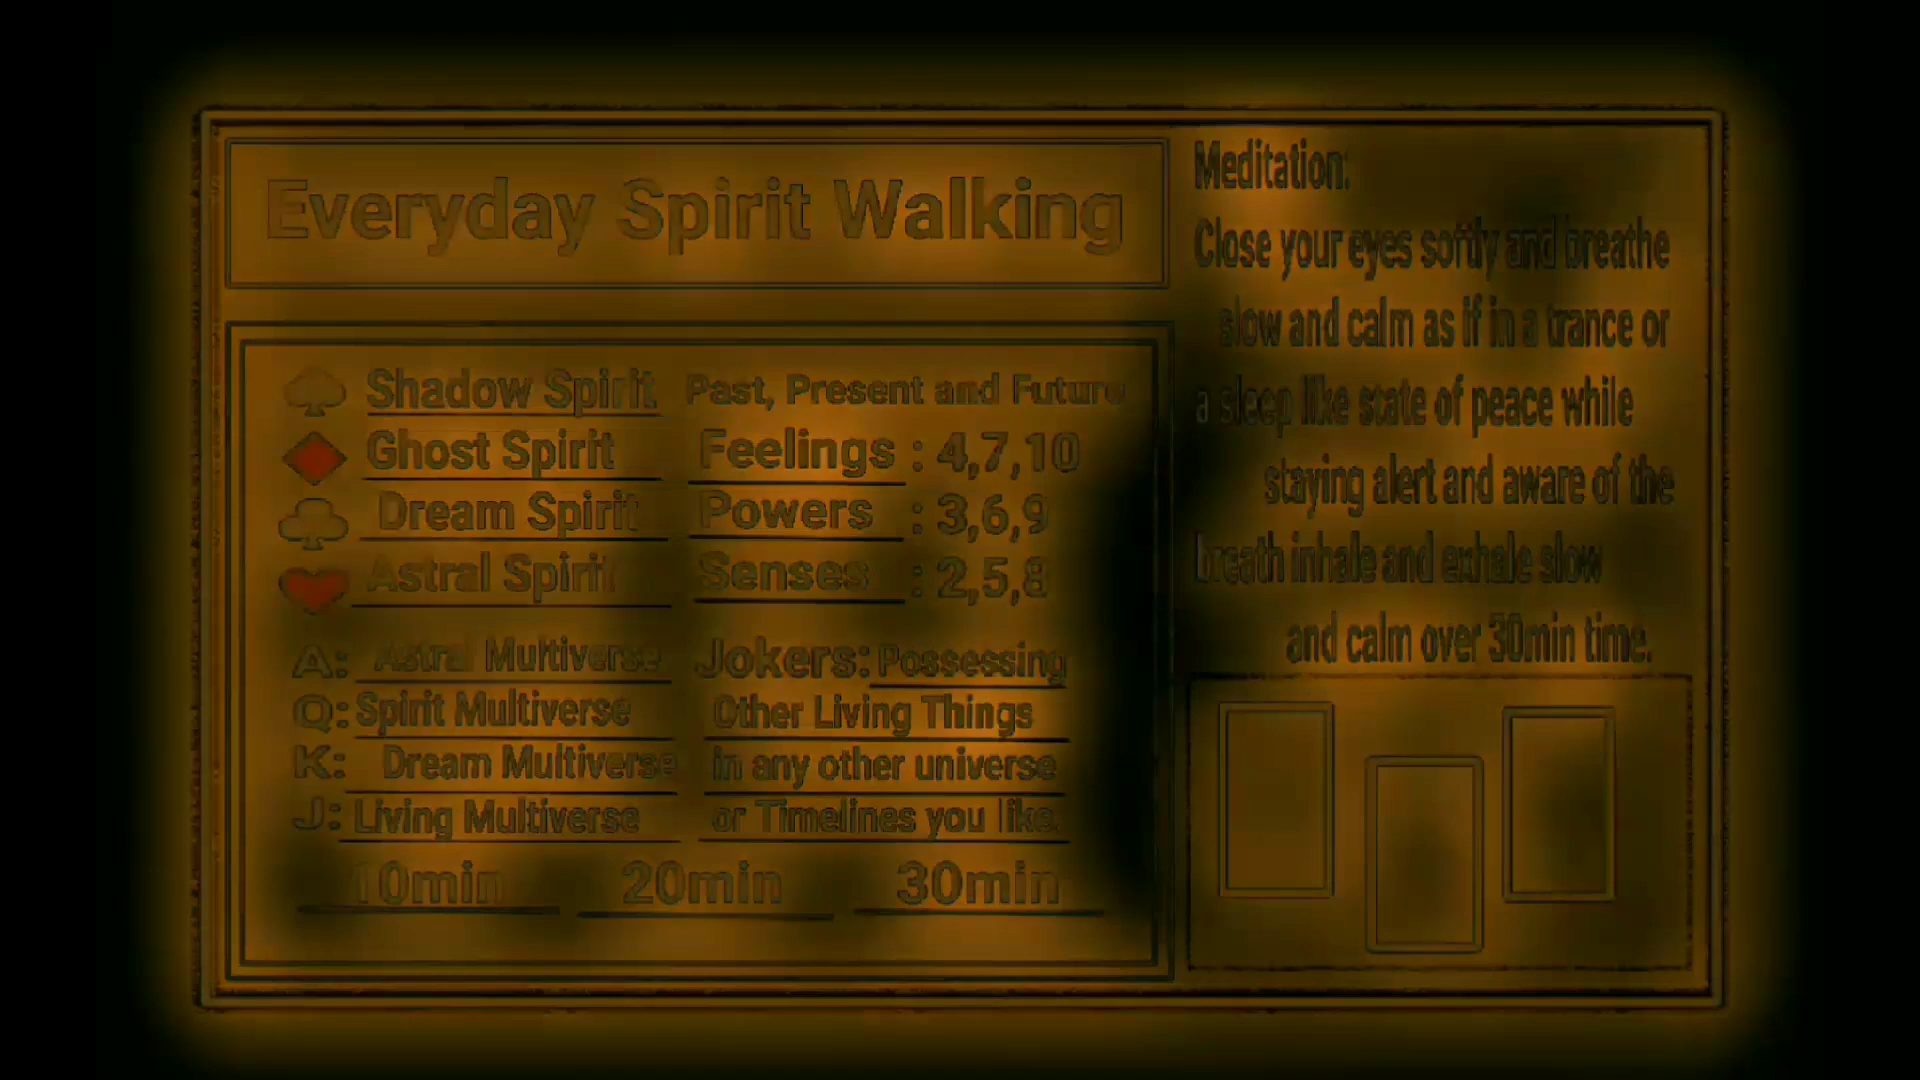 Everyday Spirit Walking
Shadow Spirit
Ghost Spirit
Dream Spirit
Astral Spirit
A: Astral Multiverse
Q: Spirit Multiverse
K: Dream Multiverse
J: Living Multiverse
Past, Present and Future
Feelings : 4,7,10
Powers : 3,6,9
Senses : 2,5,8
Jokers: Possessing
Other Living Things
in any other universe
or Timelines you like.
10min 20min 30min
Meditation:
Close your eyes softly and breathe
slow and calm as if in a trance or
a sleep like state of peace while
staying alert and aware of the
breath inhale and exhale slow
and calm over 30min time.